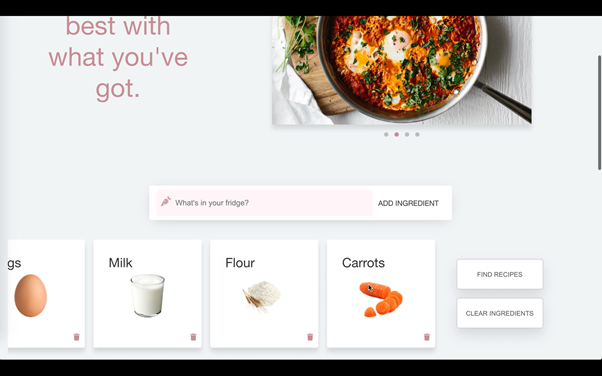 best with
what you've
got.
What's in your fridge?
ADD INGREDIENT
gs
Milk
Flour
Carrots
FIND RECIPES
CLEAR INGREDIENTS